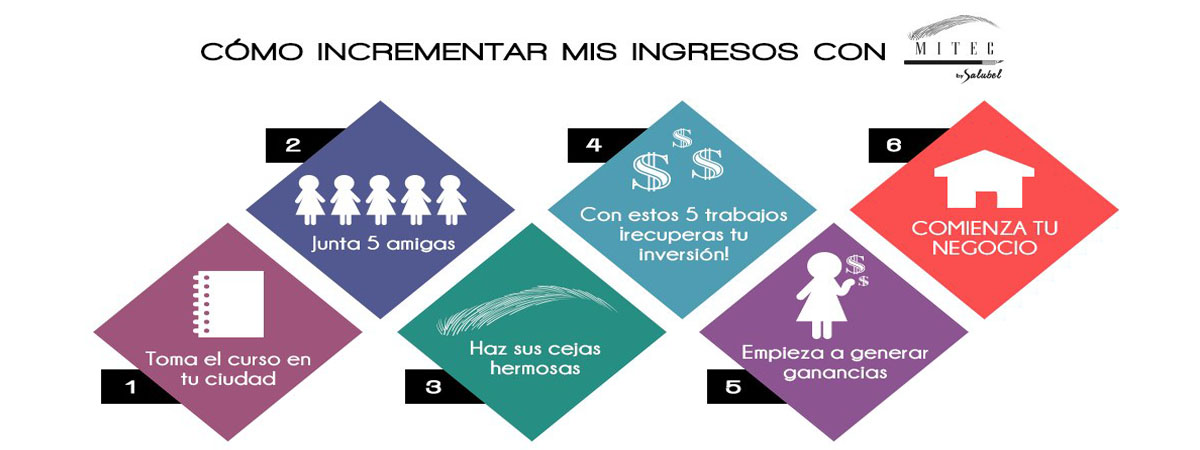 CÓMO INCREMENTAR MIS INGRESOS CON
MITEC
by Salubel
1
Toma el curso en
tu ciudad
2
Junta 5 amigas
3
Haz sus cejas
hermosas
4
Con estos 5 trabajos
¡recuperas tu
inversión!
5
Empieza a generar
ganancias
6
COMIENZA TU
NEGOCIO